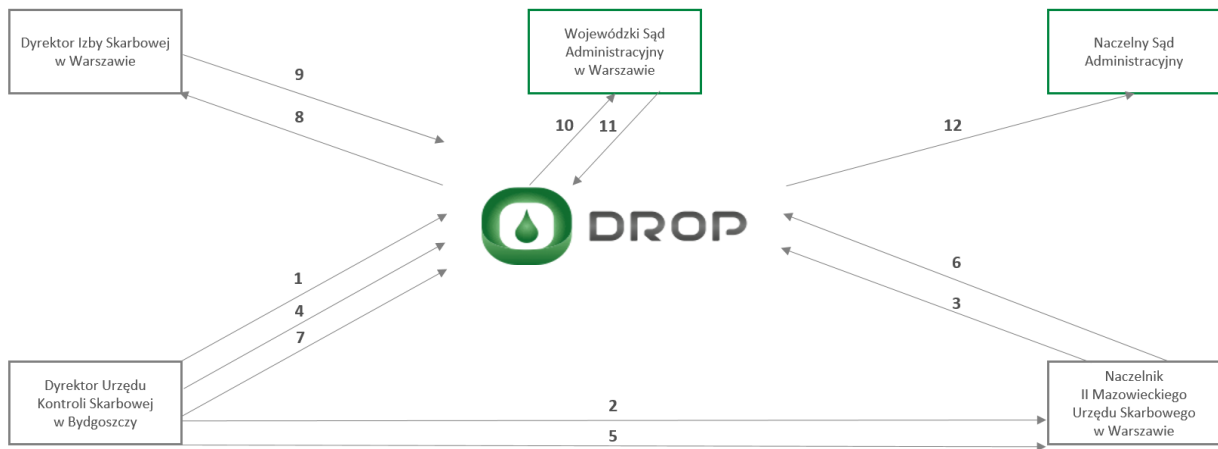 Dyrektor Izby Skarbowej
w Warszawie
Wojewódzki Sąd
Administracyjny
w Warszawie
Naczelny Sąd
Administracyjny
9
8
10
11
12
DROP
1
4
7
6
3
Dyrektor Urzędu
Kontroli Skarbowej
w Bydgoszczy
2
5
Naczelnik
II Mazowieckiego
Urzędu Skarbowego
w Warszawie